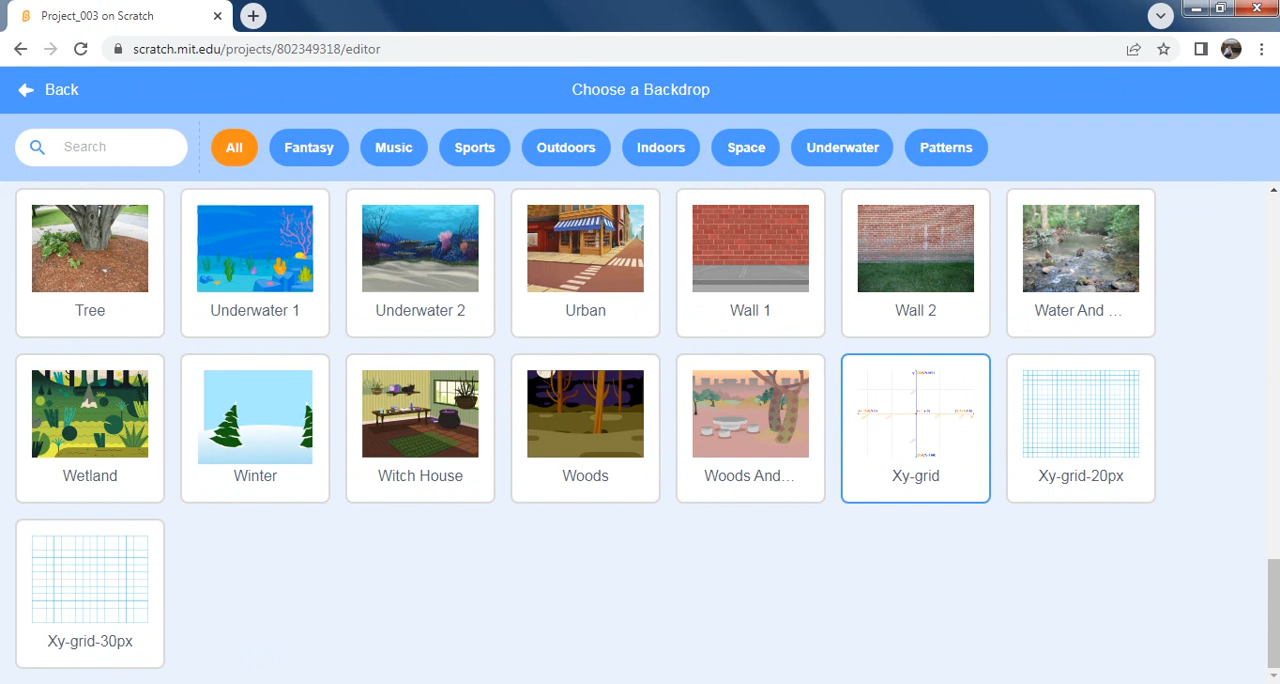 Project_003 on Scratch
scratch.mit.edu/projects/802349318/editor
Back
Choose a Backdrop
Search
All
Fantasy
Music
Sports
Outdoors
Indoors
Space
Underwater
Patterns
Tree
Underwater 1
Underwater 2
Urban
Wall 1
Wall 2
Water And ...
Wetland
Winter
Witch House
Woods
Woods And...
Xy-grid
Xy-grid-20px
Xy-grid-30px